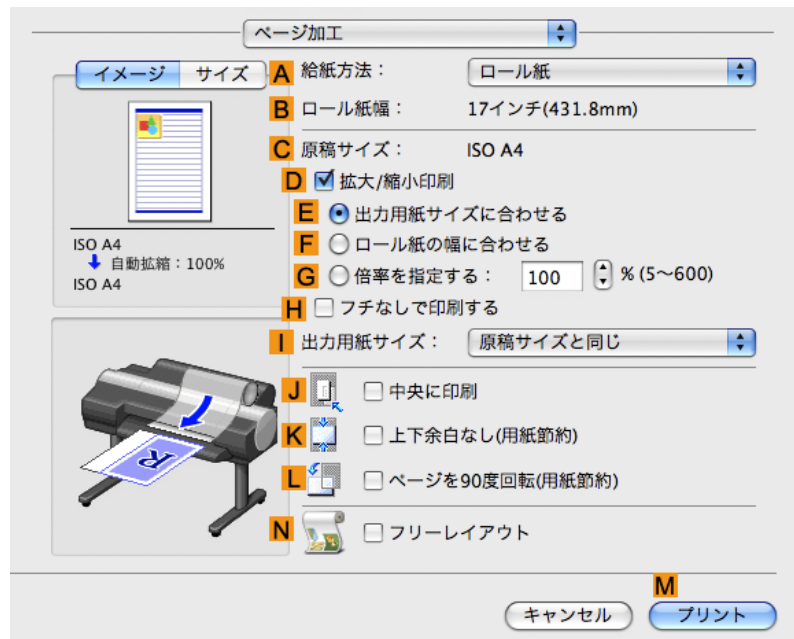 ページ加工
イメージ サイズ
A 給紙方法： ロール紙
B ロール紙幅： 17インチ(431.8mm)
C 原稿サイズ： ISO A4
D 拡大/縮小印刷
E 出力用紙サイズに合わせる
F ロール紙の幅に合わせる
G 倍率を指定する： 100 % (5〜600)
H フチなしで印刷する
I 出力用紙サイズ： 原稿サイズと同じ
ISO A4
自動拡縮：100%
ISO A4
J 中央に印刷
K 上下余白なし(用紙節約)
L ページを90度回転(用紙節約)
N フリーレイアウト
R
M
キャンセル プリント